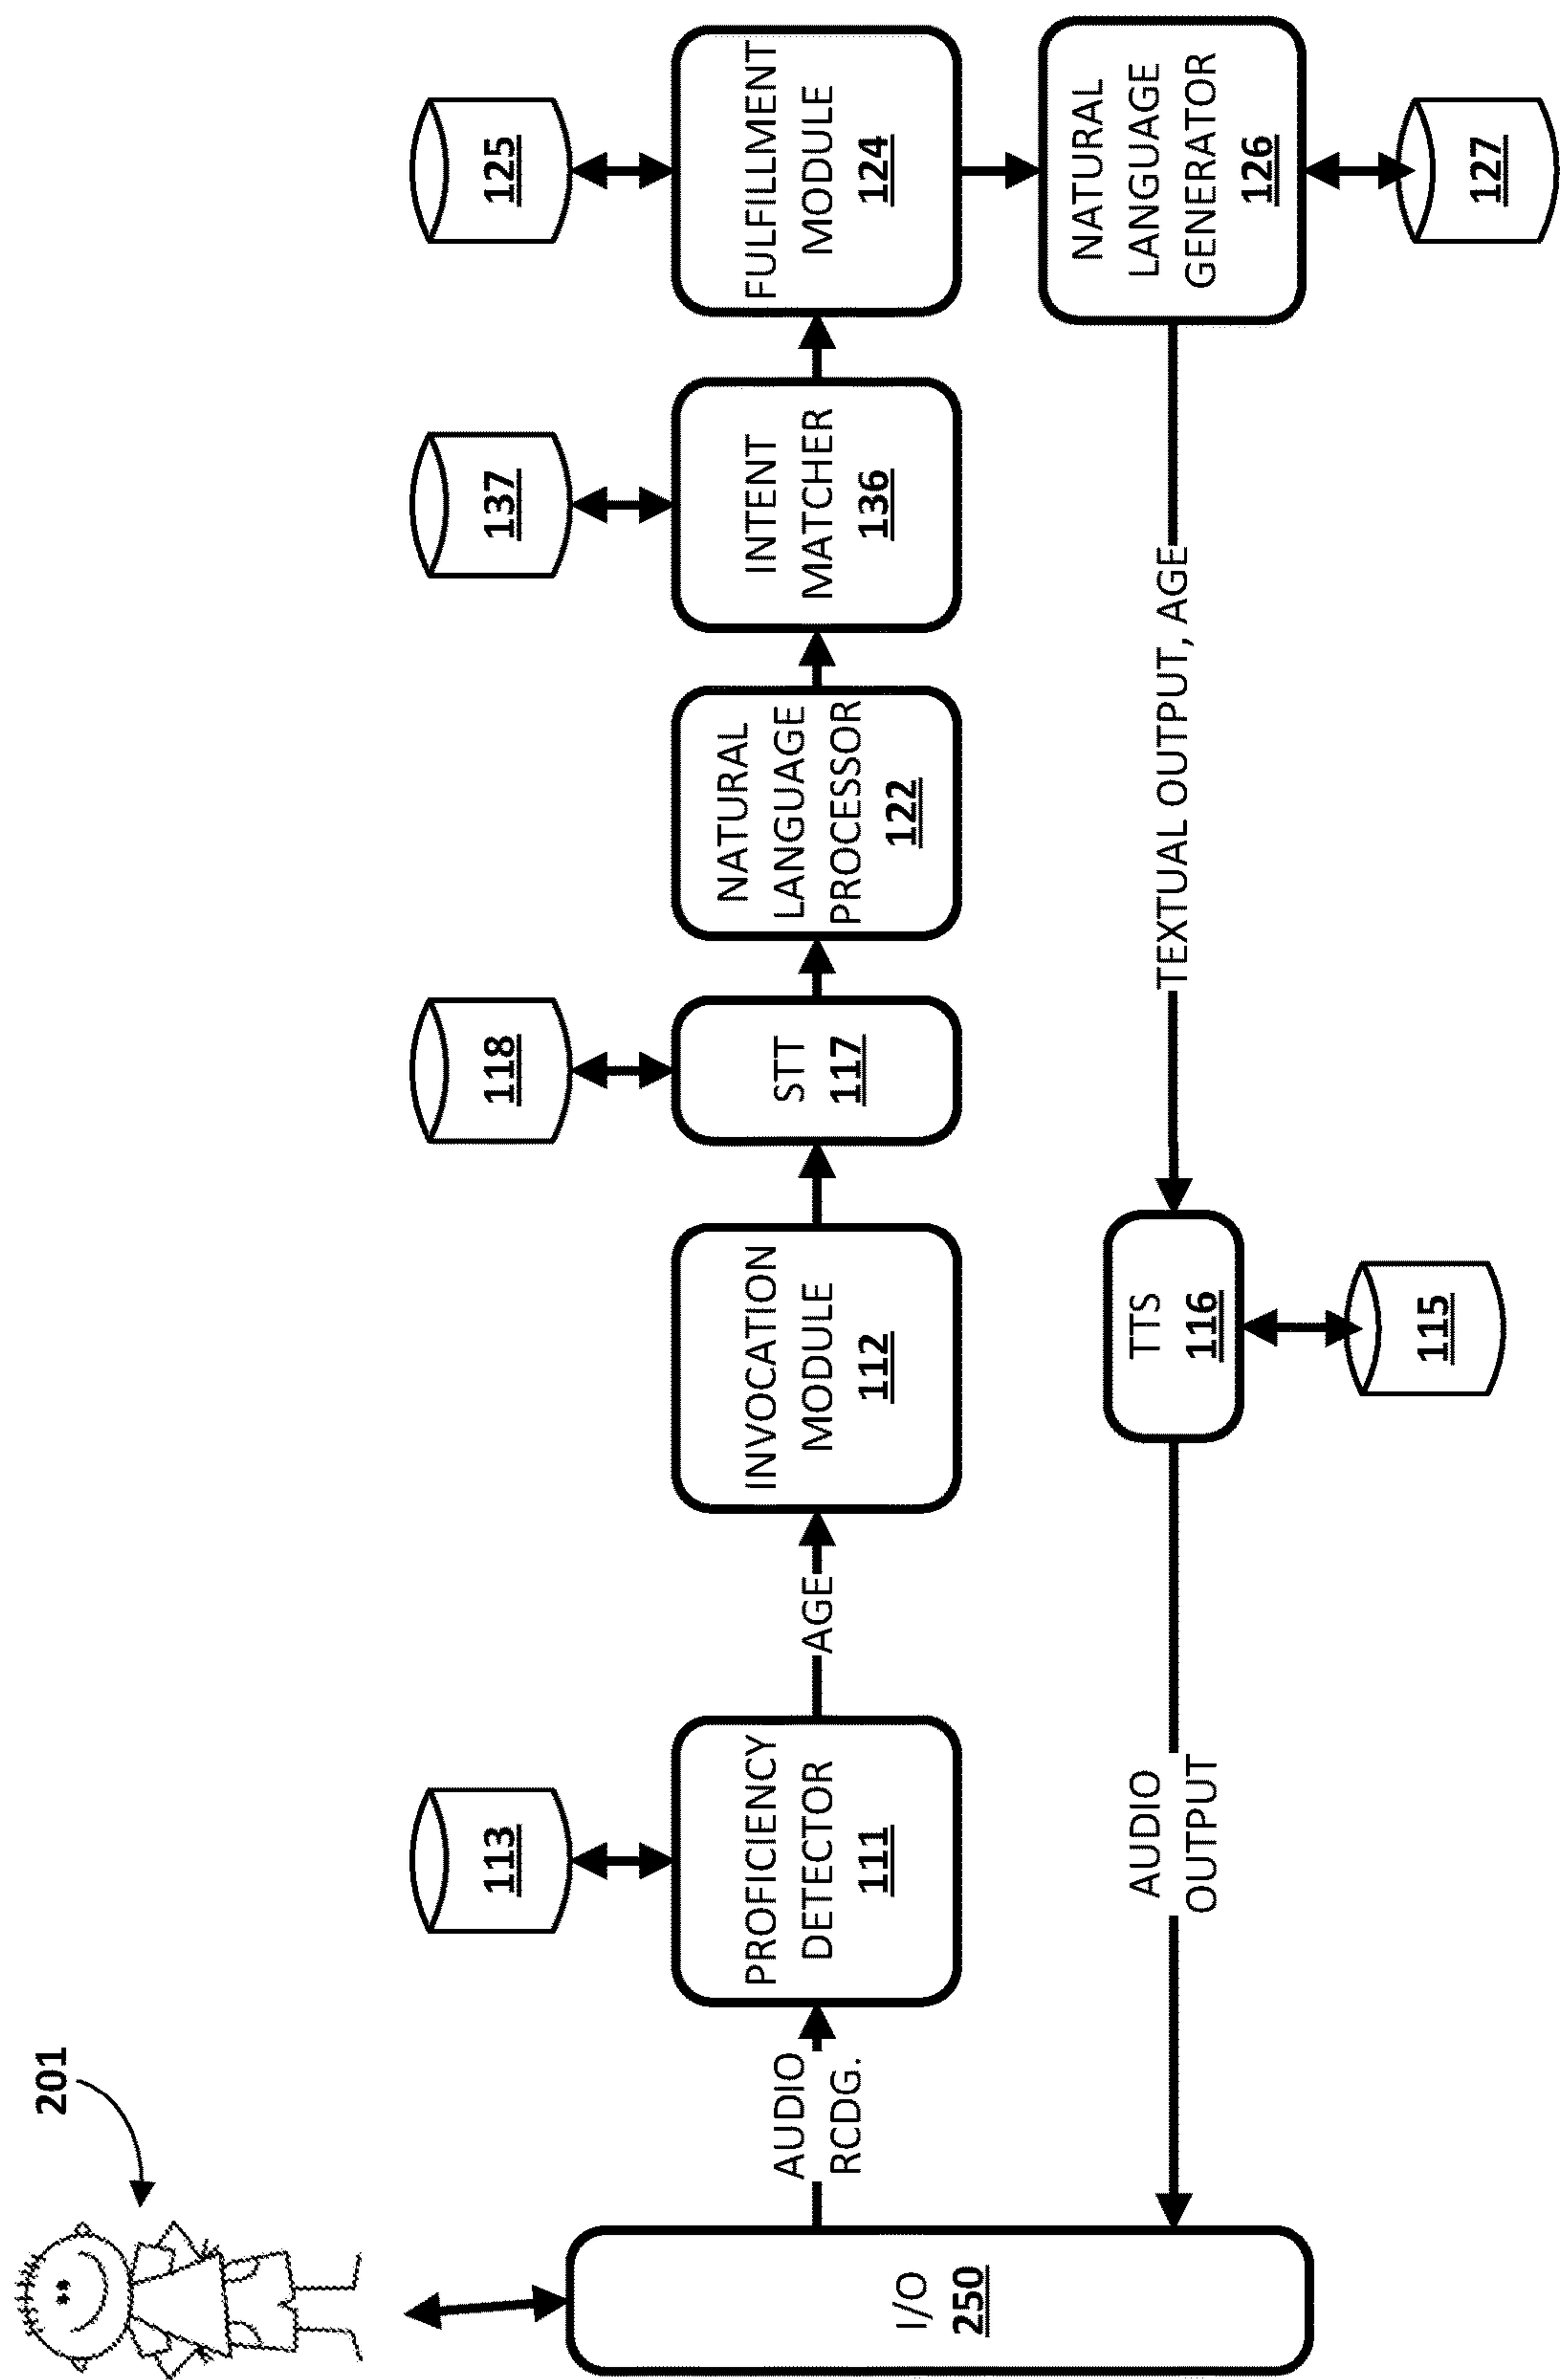 201
113
118
137
125
AUDIO
RCDG.
PROFICIENCY
DETECTOR
111
AGE
INVOCATION
MODULE
112
STT
117
NATURAL
LANGUAGE
PROCESSOR
122
INTENT
MATCHER
136
FULFILLMENT
MODULE
124
I/O
250
AUDIO
OUTPUT
TTS
116
TEXTUAL OUTPUT, AGE
NATURAL
LANGUAGE
GENERATOR
126
115
127